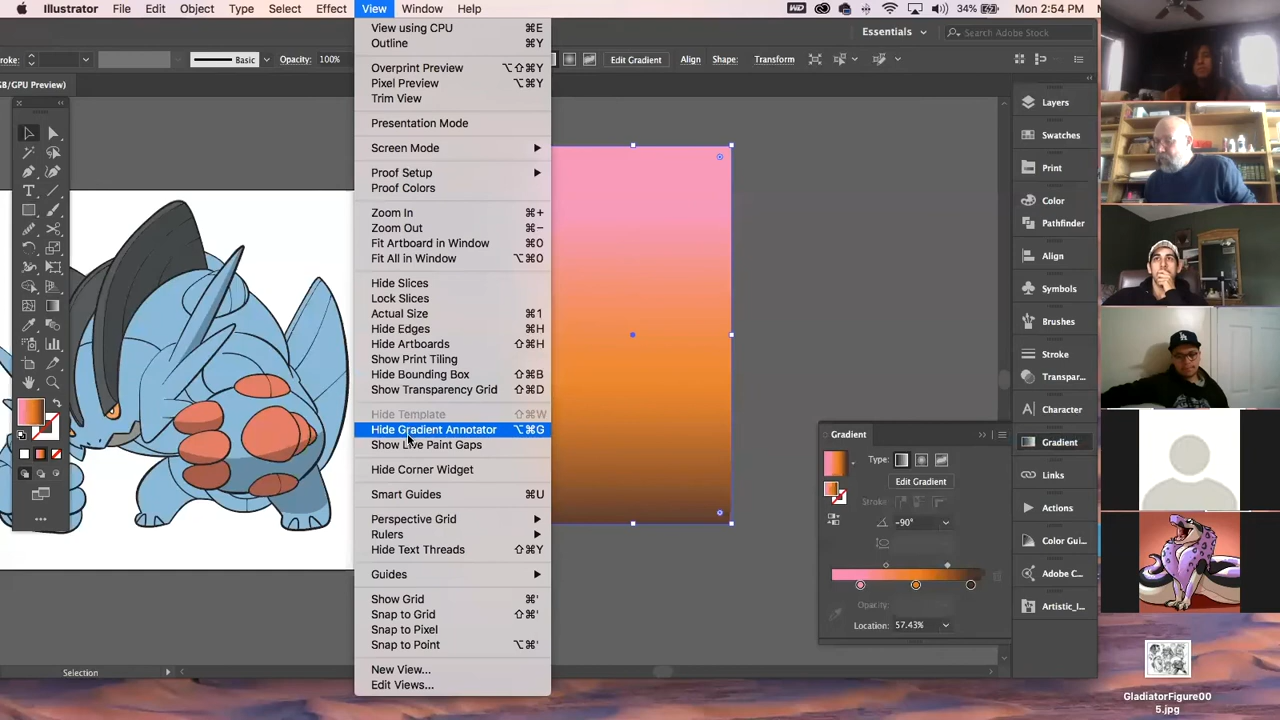 Illustrator File Edit Object Type Select Effect View Window Help 34% Mon 2:54 PM
Essentials Search Adobe Stock
roke: Basic Opacity: 100% Edit Gradient Align Shape: Transform
GB/GPU Preview)
View using CPU ⌘E
Outline ⌘Y
Overprint Preview ⌥⇧⌘Y
Pixel Preview ⌥⌘Y
Trim View
Presentation Mode
Screen Mode
Proof Setup
Proof Colors
Zoom In ⌘+
Zoom Out ⌘−
Fit Artboard in Window ⌘0
Fit All in Window ⌥⌘0
Hide Slices
Lock Slices
Actual Size ⌘1
Hide Edges ⌘H
Hide Artboards ⇧⌘H
Show Print Tiling
Hide Bounding Box ⇧⌘B
Show Transparency Grid ⇧⌘D
Hide Template ⇧⌘W
Hide Gradient Annotator ⌥⌘G
Show Live Paint Gaps
Hide Corner Widget
Smart Guides ⌘U
Perspective Grid
Rulers
Hide Text Threads ⇧⌘Y
Guides
Show Grid ⌘'
Snap to Grid ⇧⌘'
Snap to Pixel
Snap to Point ⌥⌘'
New View...
Edit Views...
Selection
Gradient
Type:
Edit Gradient
Stroke:
-90°
Opacity:
Location: 57.43%
Layers
Swatches
Print
Color
Pathfinder
Align
Symbols
Brushes
Stroke
Transpar...
Character
Gradient
Links
Actions
Color Gui...
Adobe C...
Artistic_I...
LA
GladiatorFigure00
5.jpg